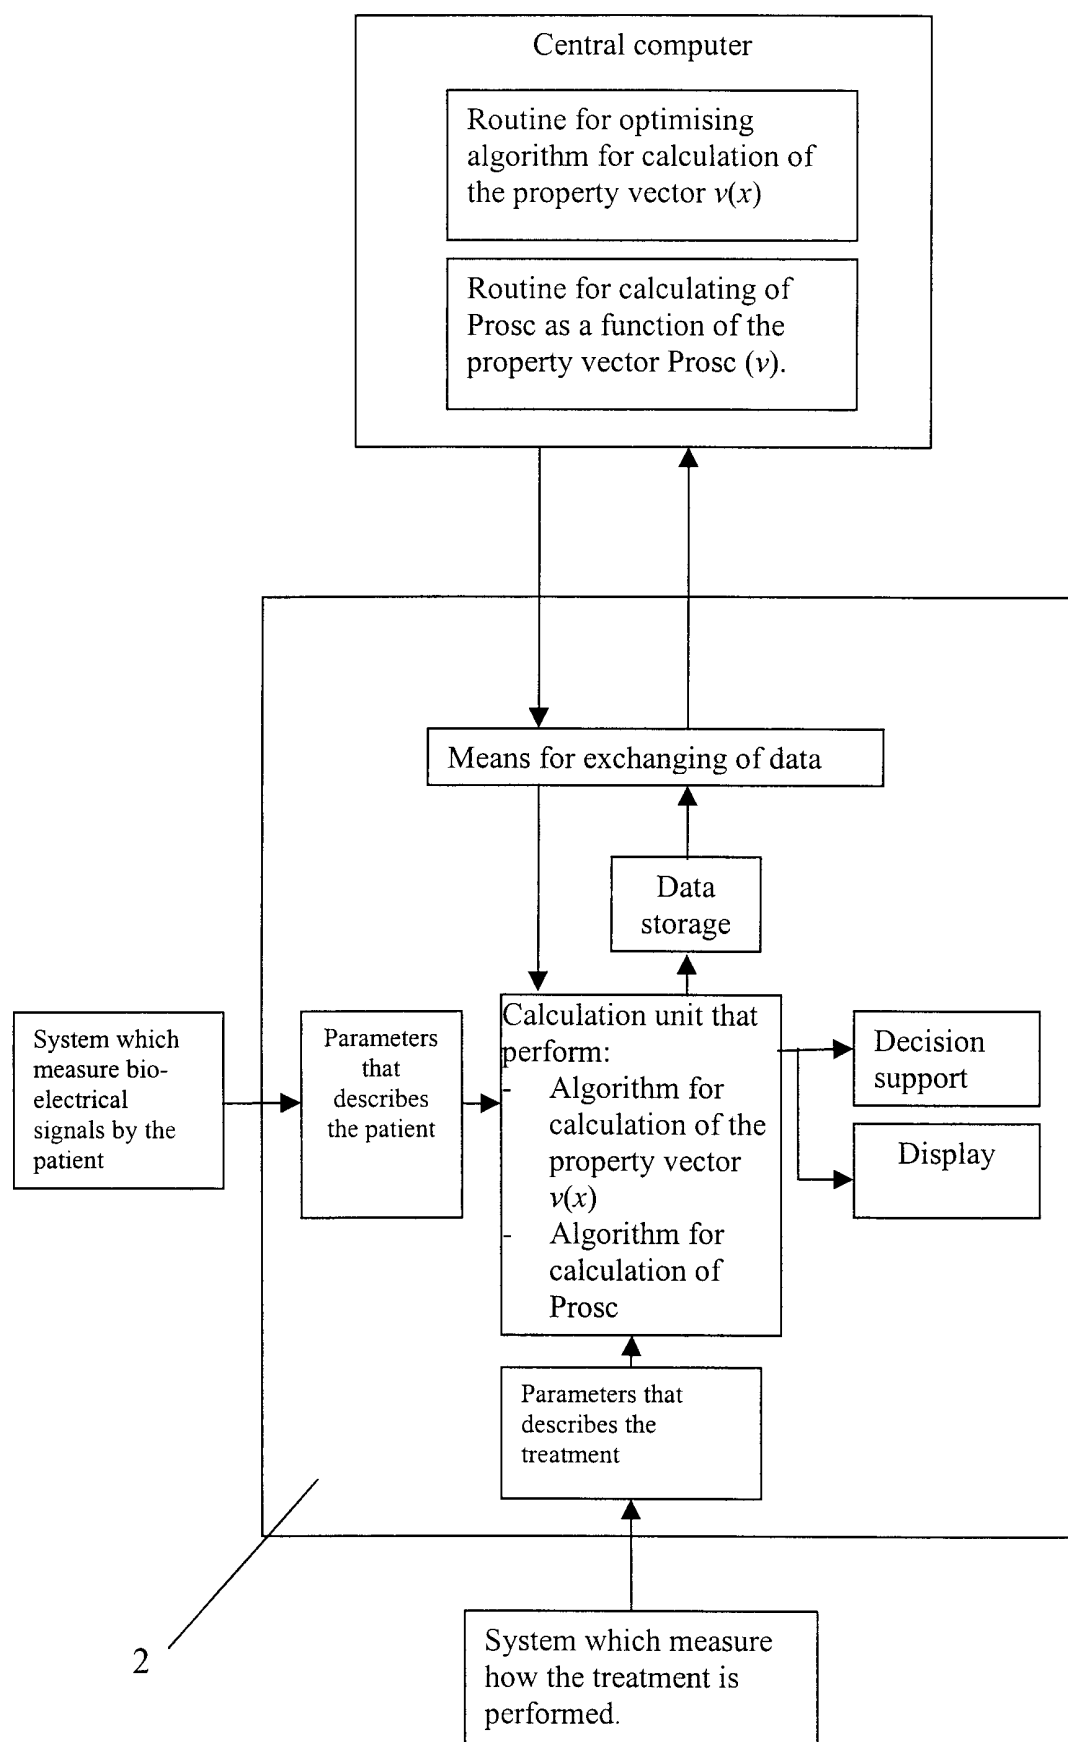 Central computer
Routine for optimising
algorithm for calculation of
the property vector v(x)
Routine for calculating of
Prosc as a function of the
property vector Prosc (v).
Means for exchanging of data
Data
storage
System which
measure bio-
electrical
signals by the
patient
Parameters
that
describes
the patient
Calculation unit that
perform:
- Algorithm for
calculation of the
property vector
v(x)
- Algorithm for
calculation of
Prosc
Decision
support
Display
Parameters that
describes the
treatment
2
System which measure
how the treatment is
performed.